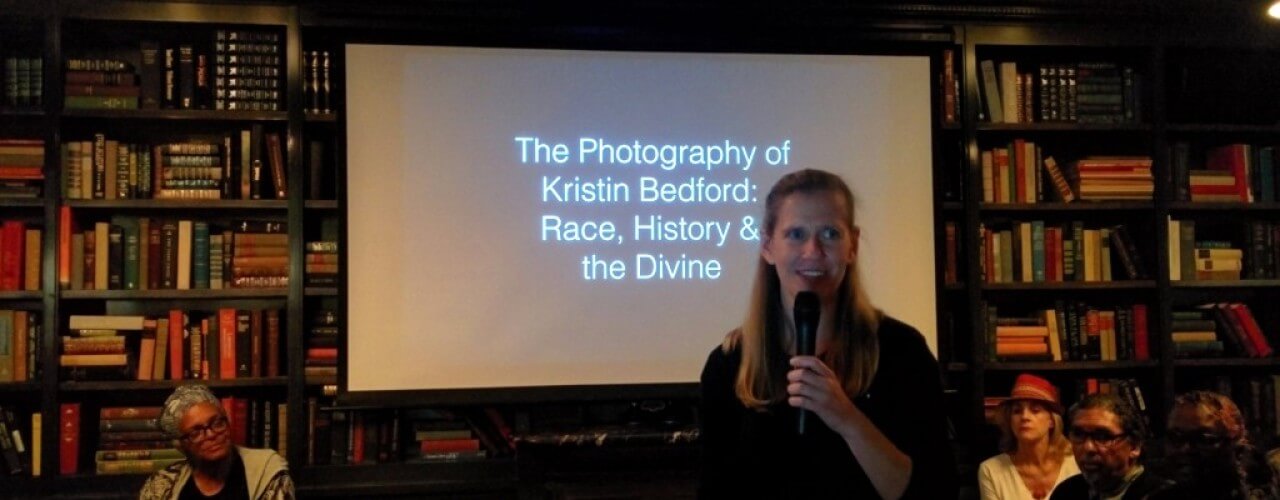 The Photography of
Kristin Bedford:
Race, History &
the Divine